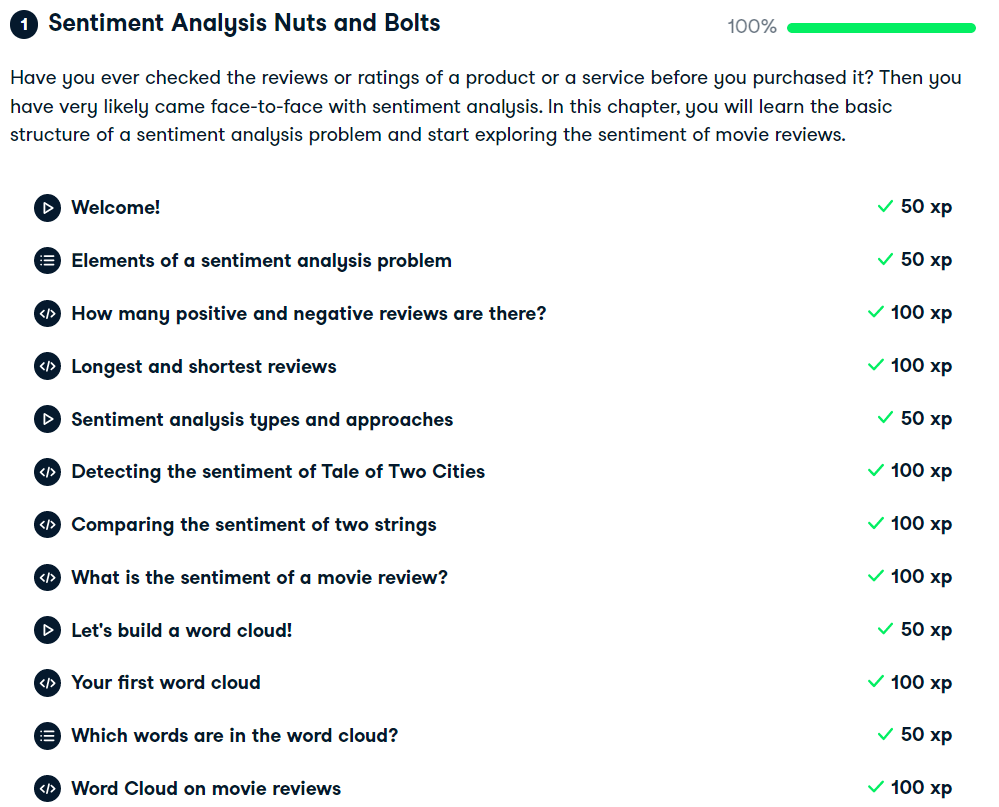 1 Sentiment Analysis Nuts and Bolts 100%
Have you ever checked the reviews or ratings of a product or a service before you purchased it? Then you
have very likely came face-to-face with sentiment analysis. In this chapter, you will learn the basic
structure of a sentiment analysis problem and start exploring the sentiment of movie reviews.
Welcome! 50 xp
Elements of a sentiment analysis problem 50 xp
How many positive and negative reviews are there? 100 xp
Longest and shortest reviews 100 xp
Sentiment analysis types and approaches 50 xp
Detecting the sentiment of Tale of Two Cities 100 xp
Comparing the sentiment of two strings 100 xp
What is the sentiment of a movie review? 100 xp
Let's build a word cloud! 50 xp
Your first word cloud 100 xp
Which words are in the word cloud? 50 xp
Word Cloud on movie reviews 100 xp